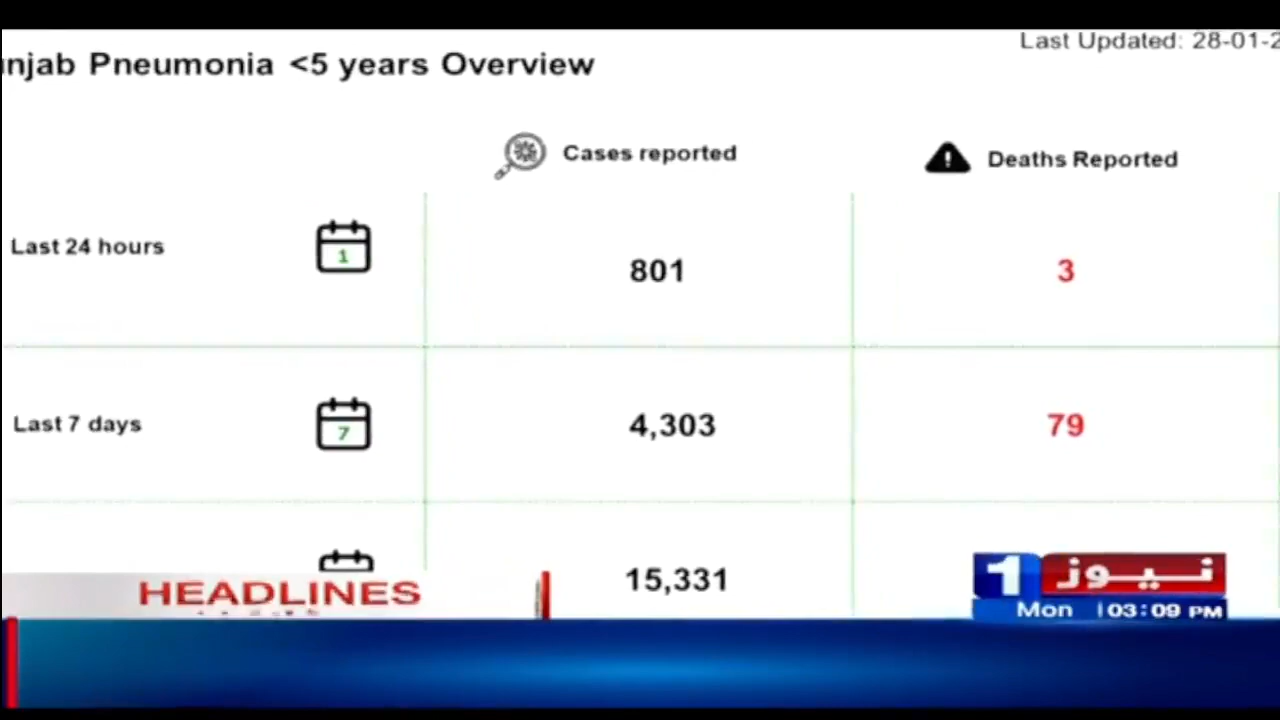 Last Updated: 28-01-2
njab Pneumonia <5 years Overview
Cases reported
Deaths Reported
Last 24 hours
1
801
3
Last 7 days
7
4,303
79
15,331
HEADLINES
1 نیوز
Mon 03:09 PM